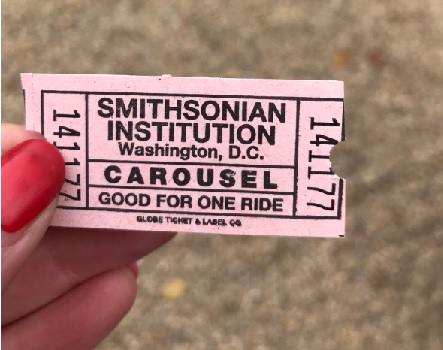 141177
SMITHSONIAN
INSTITUTION
Washington, D.C.
CAROUSEL
GOOD FOR ONE RIDE
GLOBE TICKET & LABEL CO.
141177